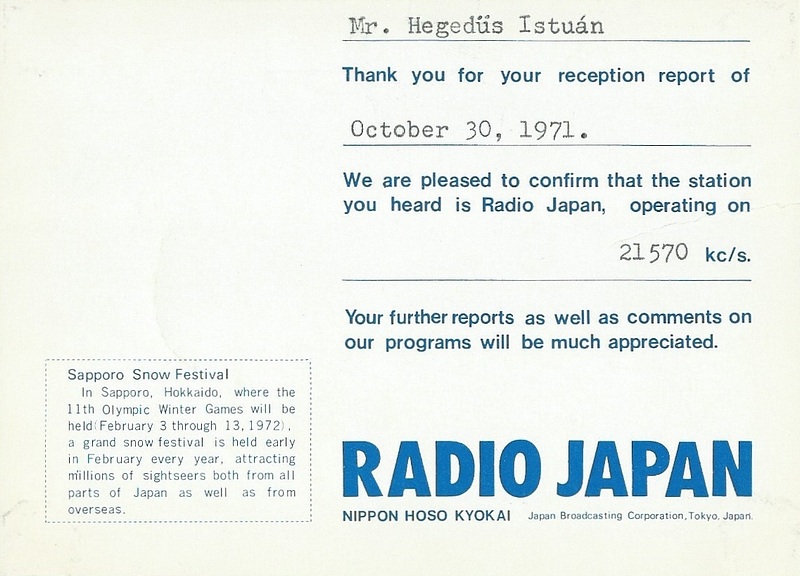 Mr. Hegedüs Istuán
Thank you for your reception report of
October 30, 1971.
We are pleased to confirm that the station
you heard is Radio Japan, operating on
21570 kc/s.
Your further reports as well as comments on
our programs will be much appreciated.
Sapporo Snow Festival
In Sapporo, Hokkaido, where the
11th Olympic Winter Games will be
held(February 3 through 13, 1972),
a grand snow festival is held early
in February every year, attracting
millions of sightseers both from all
parts of Japan as well as from
overseas.
RADIO JAPAN
NIPPON HOSO KYOKAI Japan Broadcasting Corporation, Tokyo, Japan.